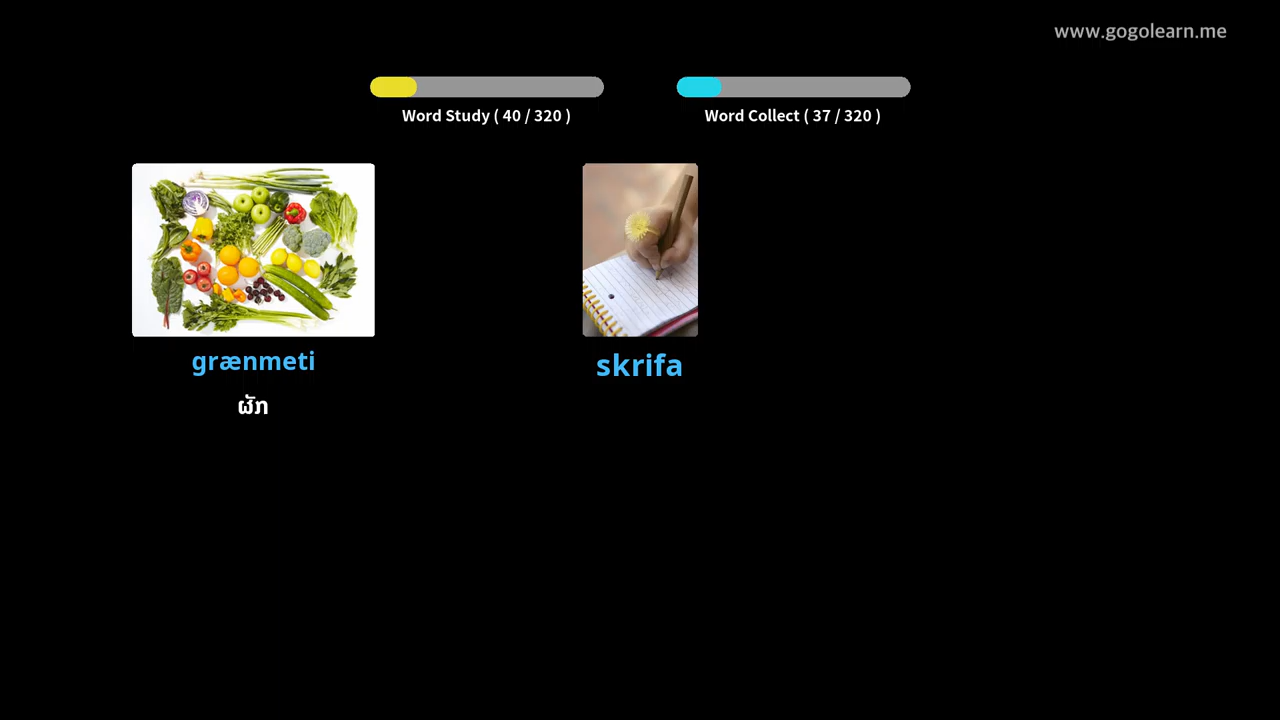 www.gogolearn.me
Word Study ( 40 / 320 )
Word Collect ( 37 / 320 )
grænmeti
skrifa
ຜັກ